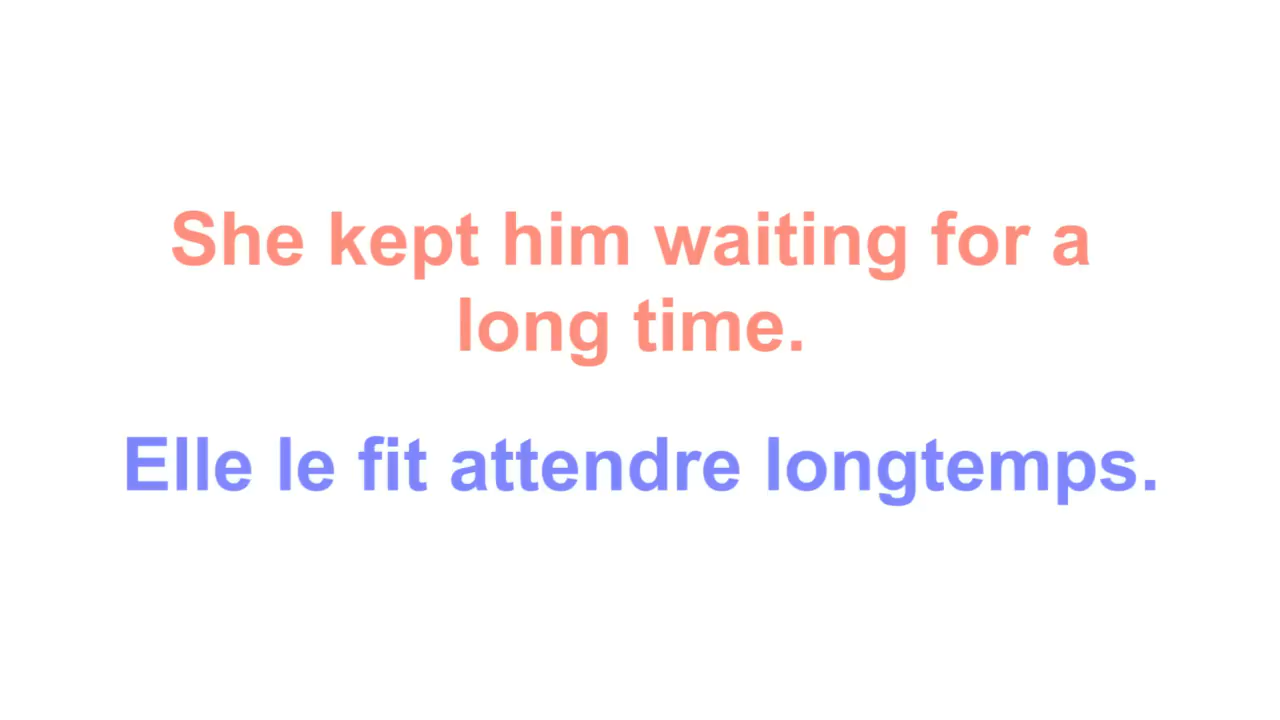 She kept him waiting for a
long time.
Elle le fit attendre longtemps.